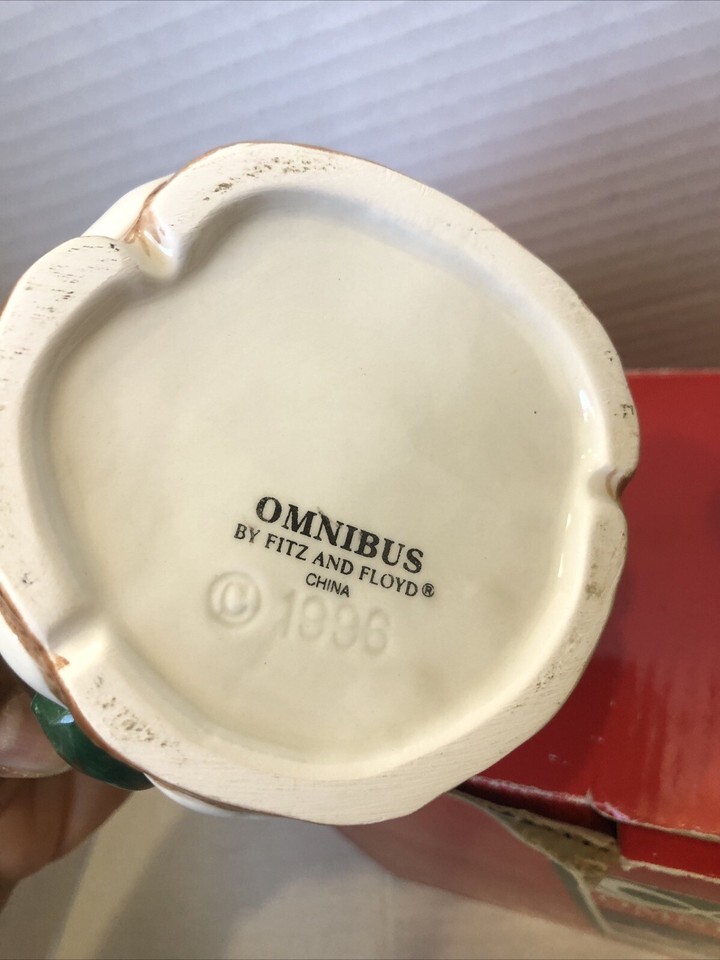 OMNIBUS
BY FITZ AND FLOYD®
CHINA
© 1996